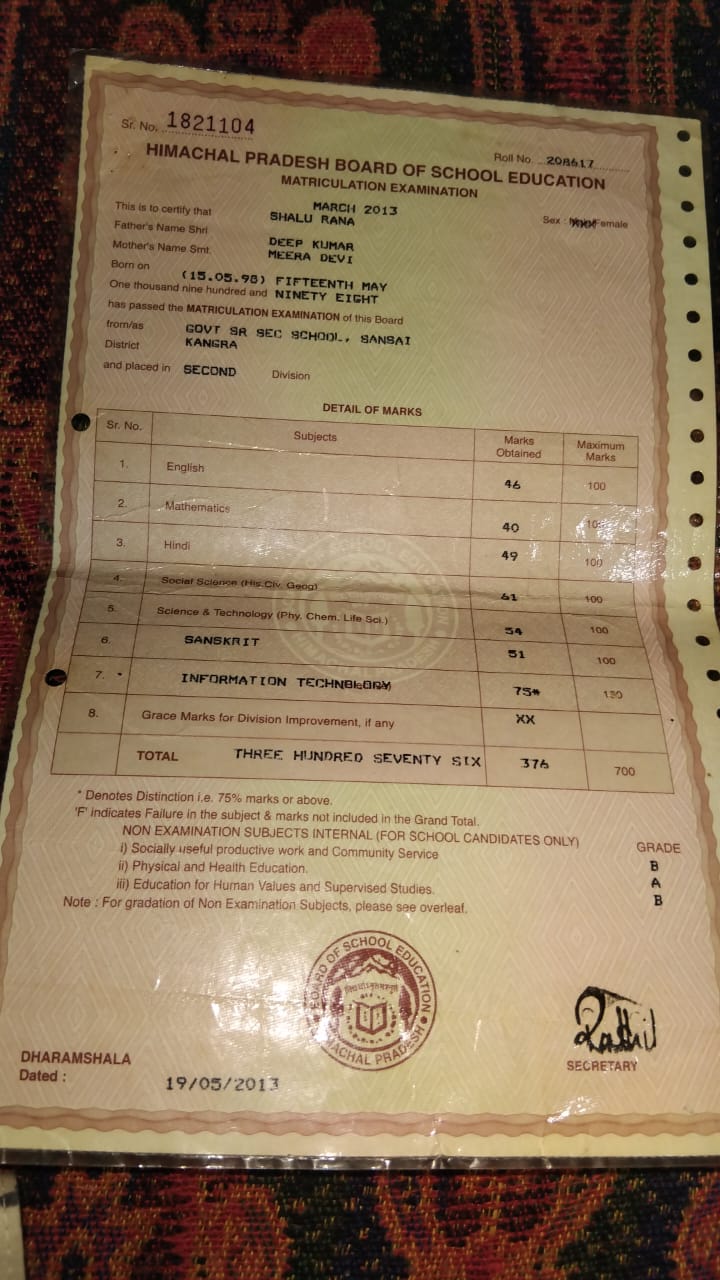 Sr. No. 1821104
Roll No. 208617
HIMACHAL PRADESH BOARD OF SCHOOL EDUCATION
MATRICULATION EXAMINATION
MARCH 2013
This is to certify that SHALU RANA
Sex : Female
Father's Name Shri DEEP KUMAR
Mother's Name Smt. MEERA DEVI
Born on (15.05.98) FIFTEENTH MAY
One thousand nine hundred and NINETY EIGHT
has passed the MATRICULATION EXAMINATION of this Board
from/as GOVT SR SEC SCHOOL, SANSAI
District KANGRA
and placed in SECOND Division
DETAIL OF MARKS
Sr. No. Subjects Marks Obtained Maximum Marks
1. English 46 100
2. Mathematics 40 100
3. Hindi 49 100
4. Social Science (His.Civ. Geog) 61 100
5. Science & Technology (Phy. Chem. Life Sci.) 54 100
6. SANSKRIT 51 100
7. INFORMATION TECHNOLOGY 75*
8. Grace Marks for Division Improvement, if any XX
TOTAL THREE HUNDRED SEVENTY SIX 376 700
* Denotes Distinction i.e. 75% marks or above.
'F' indicates Failure in the subject & marks not included in the Grand Total.
NON EXAMINATION SUBJECTS INTERNAL (FOR SCHOOL CANDIDATES ONLY) GRADE
i) Socially useful productive work and Community Service B
ii) Physical and Health Education. A
iii) Education for Human Values and Supervised Studies. B
Note : For gradation of Non Examination Subjects, please see overleaf.
BOARD OF SCHOOL EDUCATION
HIMACHAL PRADESH
SECRETARY
DHARAMSHALA
Dated : 19/05/2013